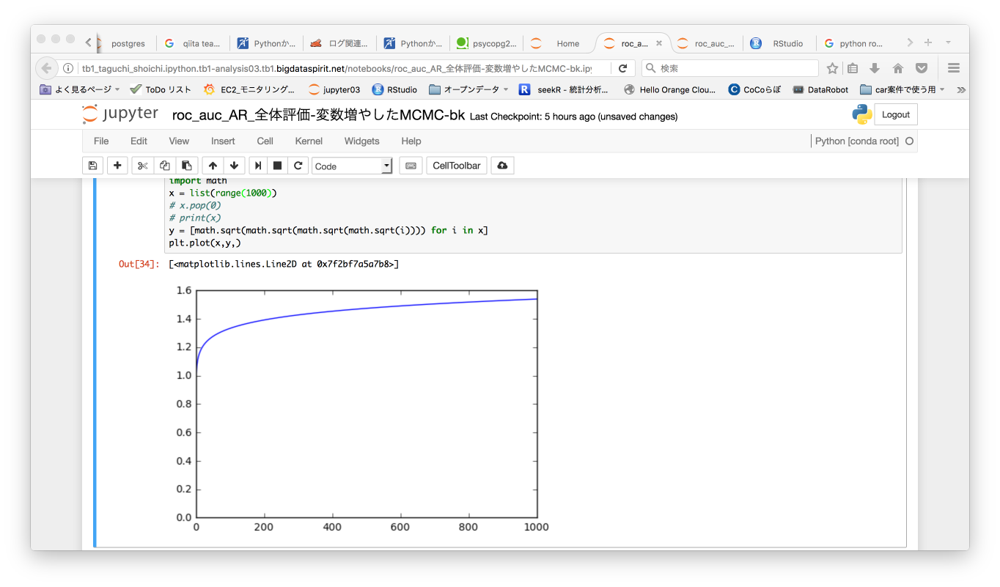 postgres
qiita tea...
Pythonか...
ログ関連...
Pythonか...
psycopg2...
Home
roc_a...
roc_auc_...
RStudio
python ro...
tb1_taguchi_shoichi.ipython.tb1-analysis03.tb1.bigdataspirit.net/notebooks/roc_auc_AR_全体評価-変数増やしたMCMC-bk.ipy
検索
よく見るページ
ToDo リスト
EC2_モニタリング...
jupyter03
RStudio
オープンデータ
seekR - 統計分析...
Hello Orange Clou...
CoCoらぼ
DataRobot
car案件で使う用
jupyter roc_auc_AR_全体評価-変数増やしたMCMC-bk Last Checkpoint: 5 hours ago (unsaved changes)
Logout
File Edit View Insert Cell Kernel Widgets Help
Python [conda root]
Code
CellToolbar
import math
x = list(range(1000))
# x.pop(0)
# print(x)
y = [math.sqrt(math.sqrt(math.sqrt(math.sqrt(i)))) for i in x]
plt.plot(x,y,)
Out[34]: [<matplotlib.lines.Line2D at 0x7f2bf7a5a7b8>]
1.6
1.4
1.2
1.0
0.8
0.6
0.4
0.2
0.0
0 200 400 600 800 1000